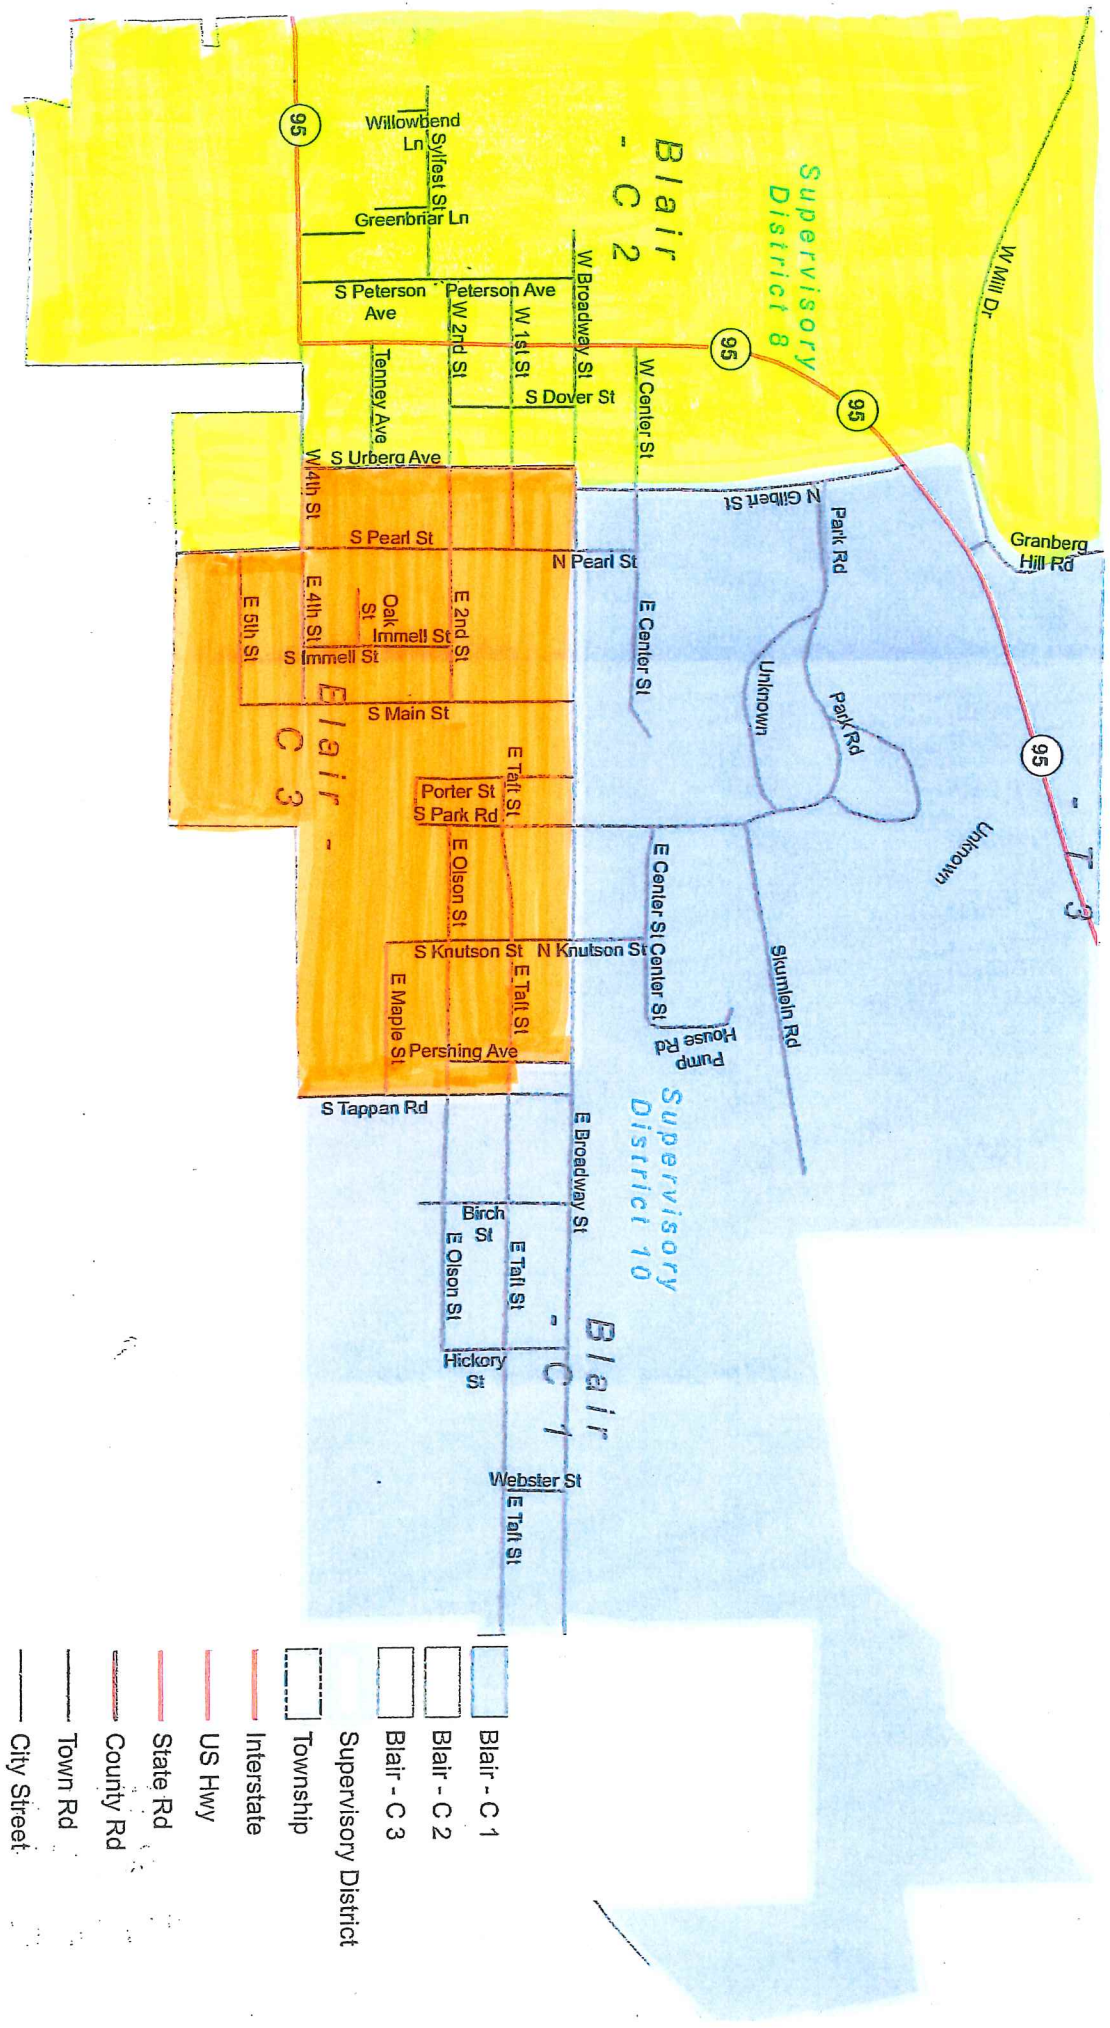 W Mill Dr
Supervisory
District 8
Blair
- C 2
95
95
95
95
Willowbend
Ln
Sylfest St
Greenbriar Ln
S Peterson
Ave
Peterson Ave
W Broadway St
W 1st St
W 2nd St
W Center St
S Dover St
Tenney Ave
S Urberg Ave
W 4th St
N Gilbert St
Granberg
Hill Rd
Park Rd
S Pearl St
N Pearl St
E Center St
E 2nd St
Oak
St
Immell St
E 4th St
E 5th St
S Immell St
Unknown
Park Rd
S Main St
Blair -
C 3
- T 3
Unknown
E Taft St
Porter St
S Park Rd
E Olson St
E Center St
Center St
S Knutson St
N Knutson St
Skumlein Rd
E Taft St
E Maple St
Pershing Ave
Pump
House Rd
S Tappan Rd
Supervisory
District 10
E Broadway St
Birch
St
E Olson St
E Taft St
Hickory
St
Blair
- C 1
Webster St
E Taft St
Blair - C 1
Blair - C 2
Blair - C 3
Supervisory District
Township
Interstate
US Hwy
State Rd
County Rd
Town Rd
City Street